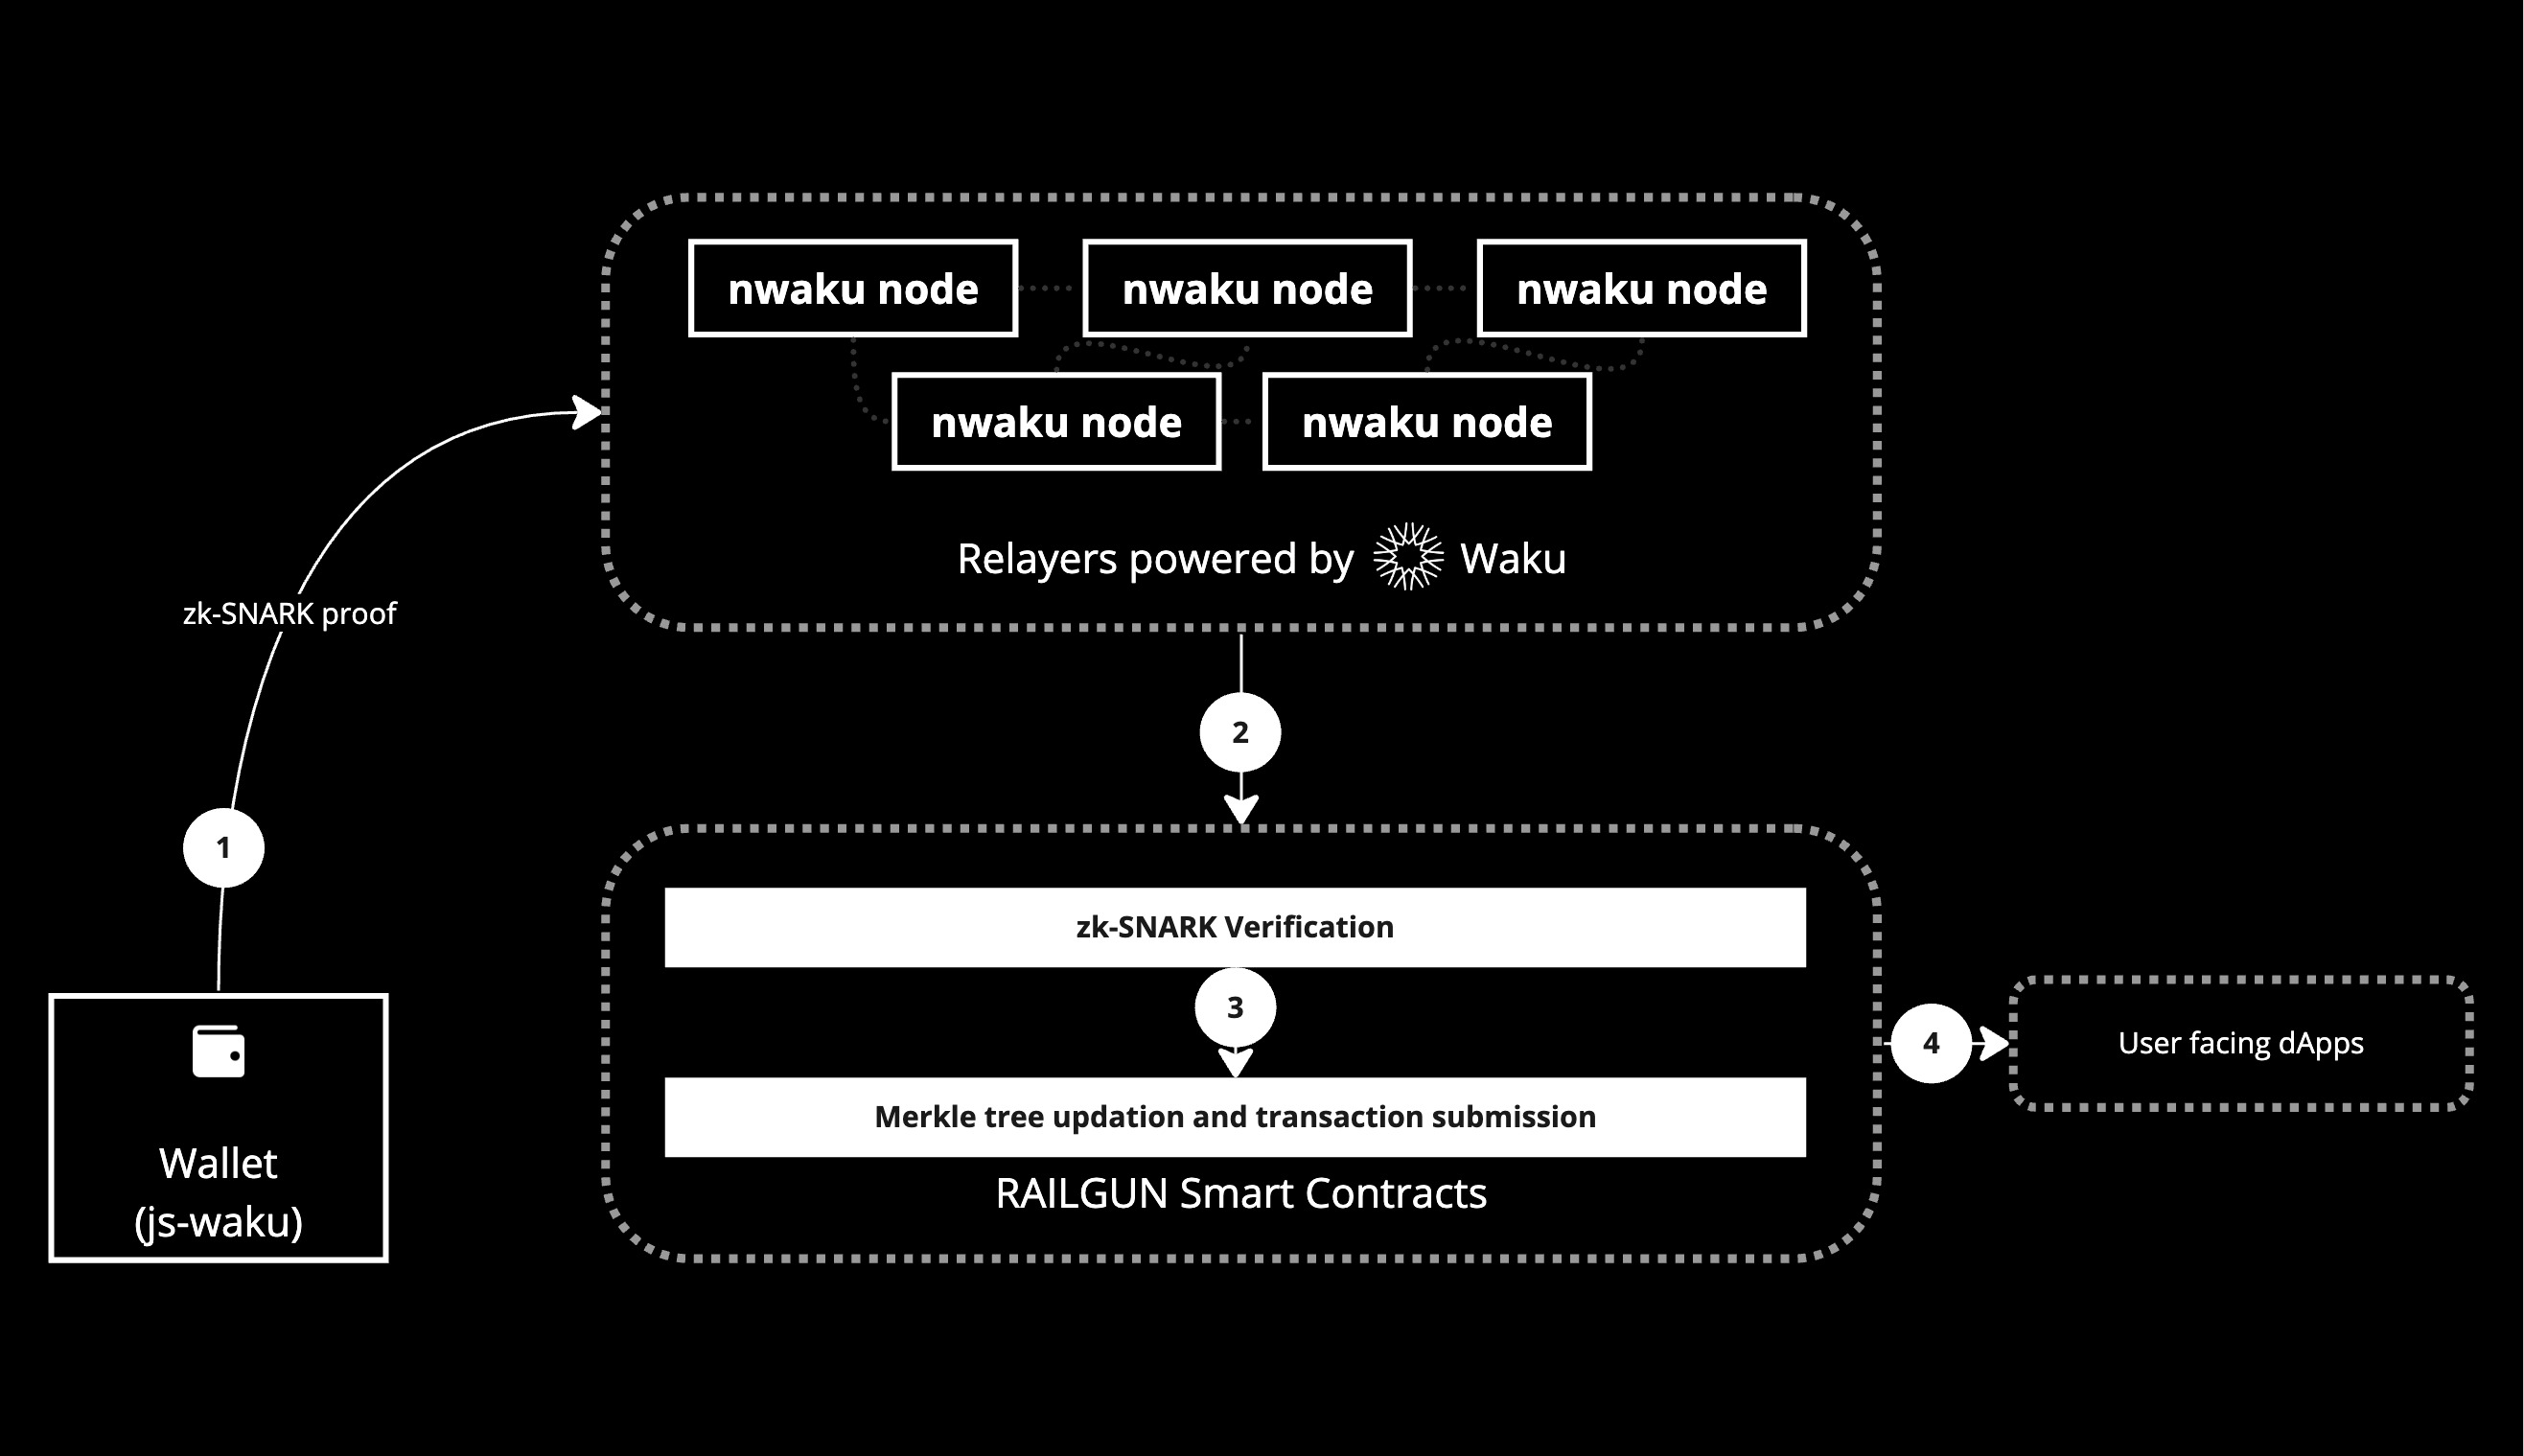 nwaku node
nwaku node
nwaku node
nwaku node
nwaku node
Relayers powered by Waku
zk-SNARK proof
2
1
zk-SNARK Verification
3
4
User facing dApps
Merkle tree updation and transaction submission
RAILGUN Smart Contracts
Wallet
(js-waku)